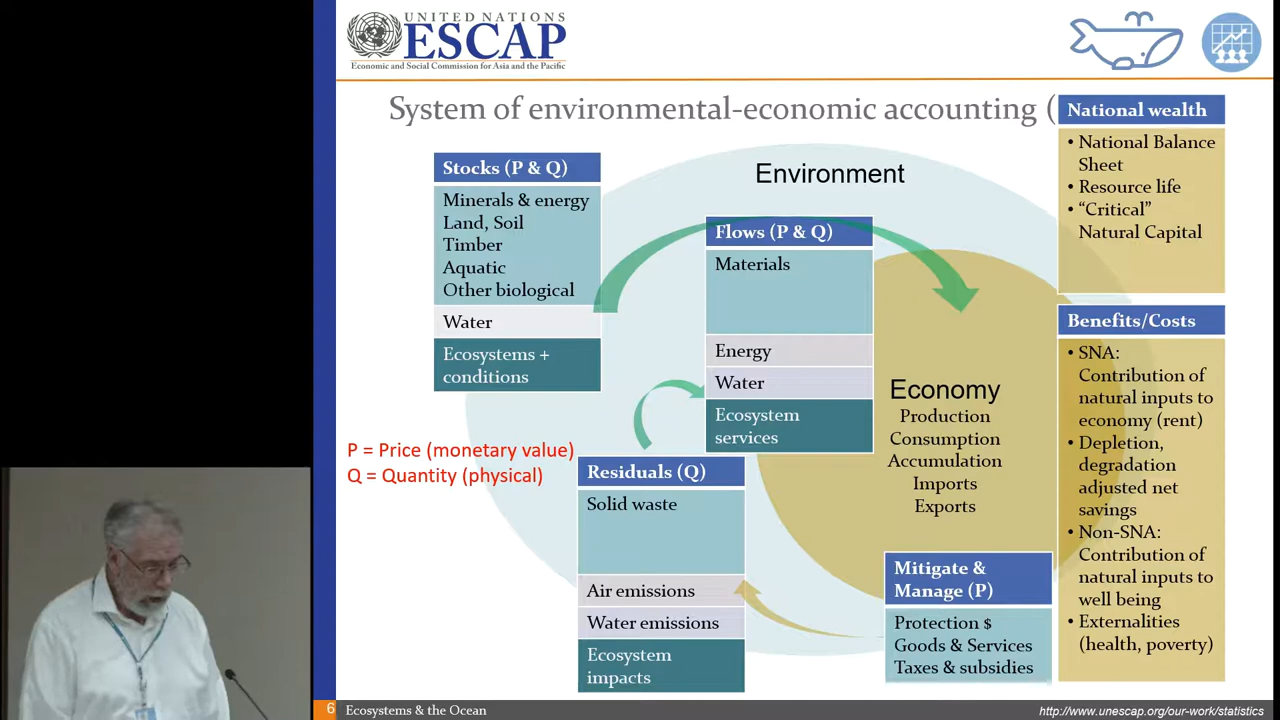 UNITED NATIONS
ESCAP
Economic and Social Commission for Asia and the Pacific
System of environmental-economic accounting (
National wealth
• National Balance
Sheet
• Resource life
• “Critical”
Natural Capital
Stocks (P & Q)
Minerals & energy
Land, Soil
Timber
Aquatic
Other biological
Water
Ecosystems +
conditions
Environment
Flows (P & Q)
Materials
Energy
Water
Ecosystem
services
Economy
Production
Consumption
Accumulation
Imports
Exports
Benefits/Costs
• SNA:
Contribution of
natural inputs to
economy (rent)
• Depletion,
degradation
adjusted net
savings
• Non-SNA:
Contribution of
natural inputs to
well being
• Externalities
(health, poverty)
P = Price (monetary value)
Q = Quantity (physical)
Residuals (Q)
Solid waste
Air emissions
Water emissions
Ecosystem
impacts
Mitigate &
Manage (P)
Protection $
Goods & Services
Taxes & subsidies
6
Ecosystems & the Ocean
http://www.unescap.org/our-work/statistics